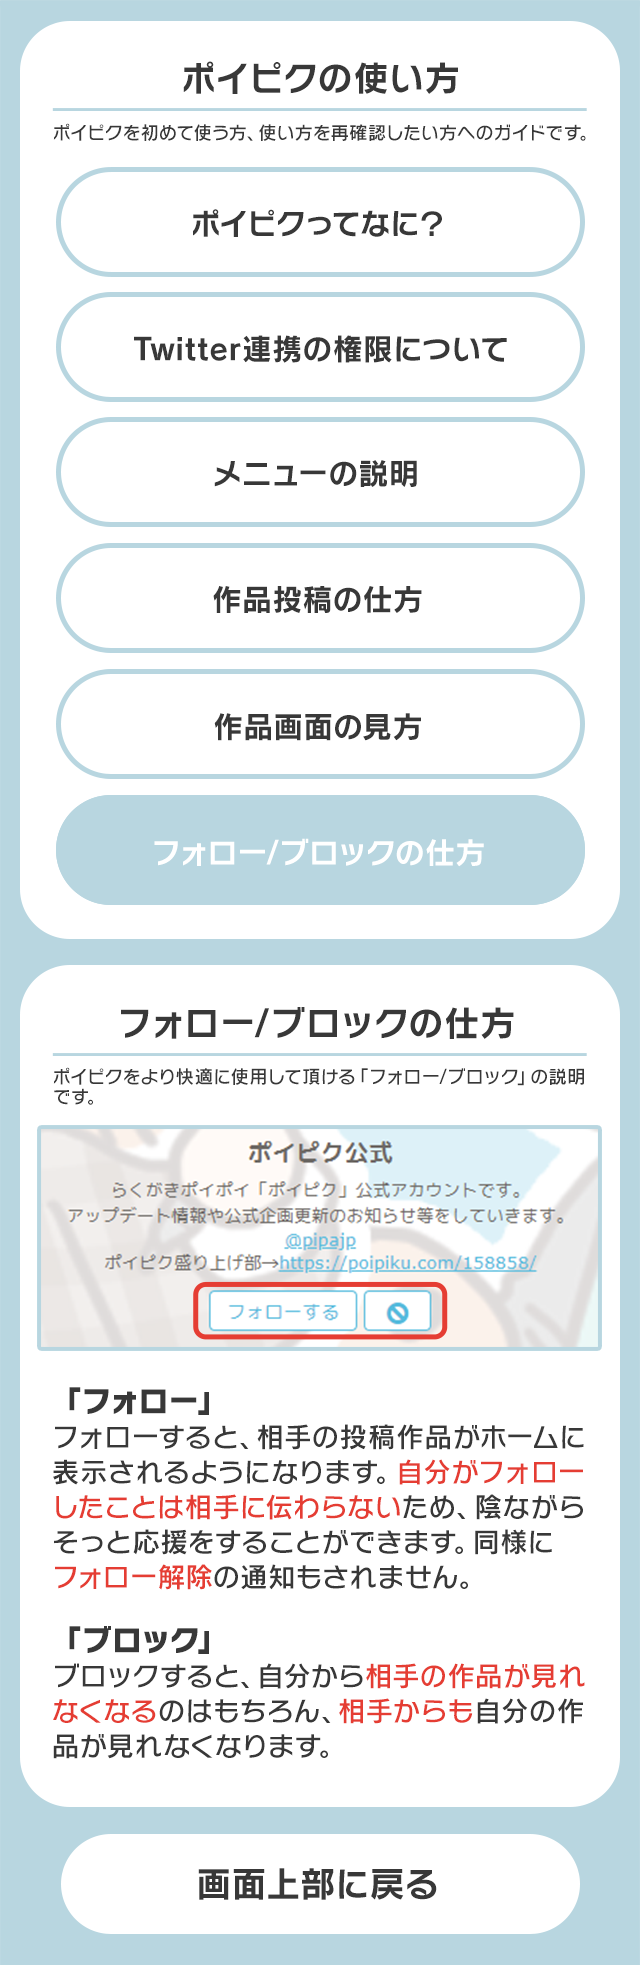 ポイピクの使い方
ポイピクを初めて使う方、使い方を再確認したい方へのガイドです。
ポイピクってなに?
Twitter連携の権限について
メニューの説明
作品投稿の仕方
作品画面の見方
フォロー/ブロックの仕方
フォロー/ブロックの仕方
ポイピクをより快適に使用して頂ける「フォロー/ブロック」の説明
です。
ポイピク公式
らくがきポイポイ「ポイピク」公式アカウントです。
アップデート情報や公式企画更新のお知らせ等をしていきます。
@pipajp
ポイピク盛り上げ部→https://poipiku.com/158858/
フォローする
「フォロー」
フォローすると、相手の投稿作品がホームに
表示されるようになります。自分がフォロー
したことは相手に伝わらないため、陰ながら
そっと応援をすることができます。同様に
フォロー解除の通知もされません。
「ブロック」
ブロックすると、自分から相手の作品が見れ
なくなるのはもちろん、相手からも自分の作
品が見れなくなります。
画面上部に戻る